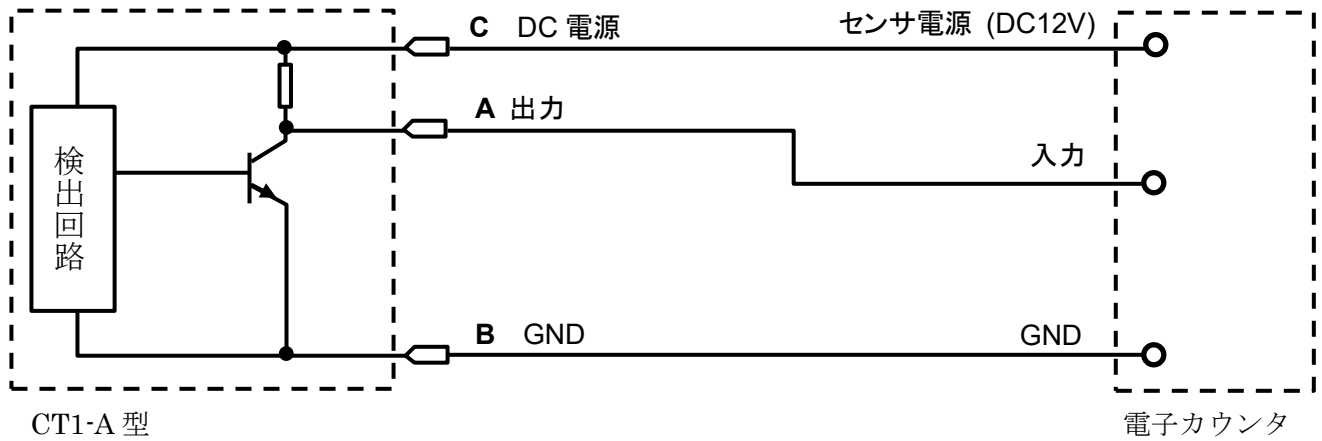 C DC 電源
センサ電源 (DC12V)
A 出力
入力
検出回路
B GND
GND
CT1-A 型
電子カウンタ